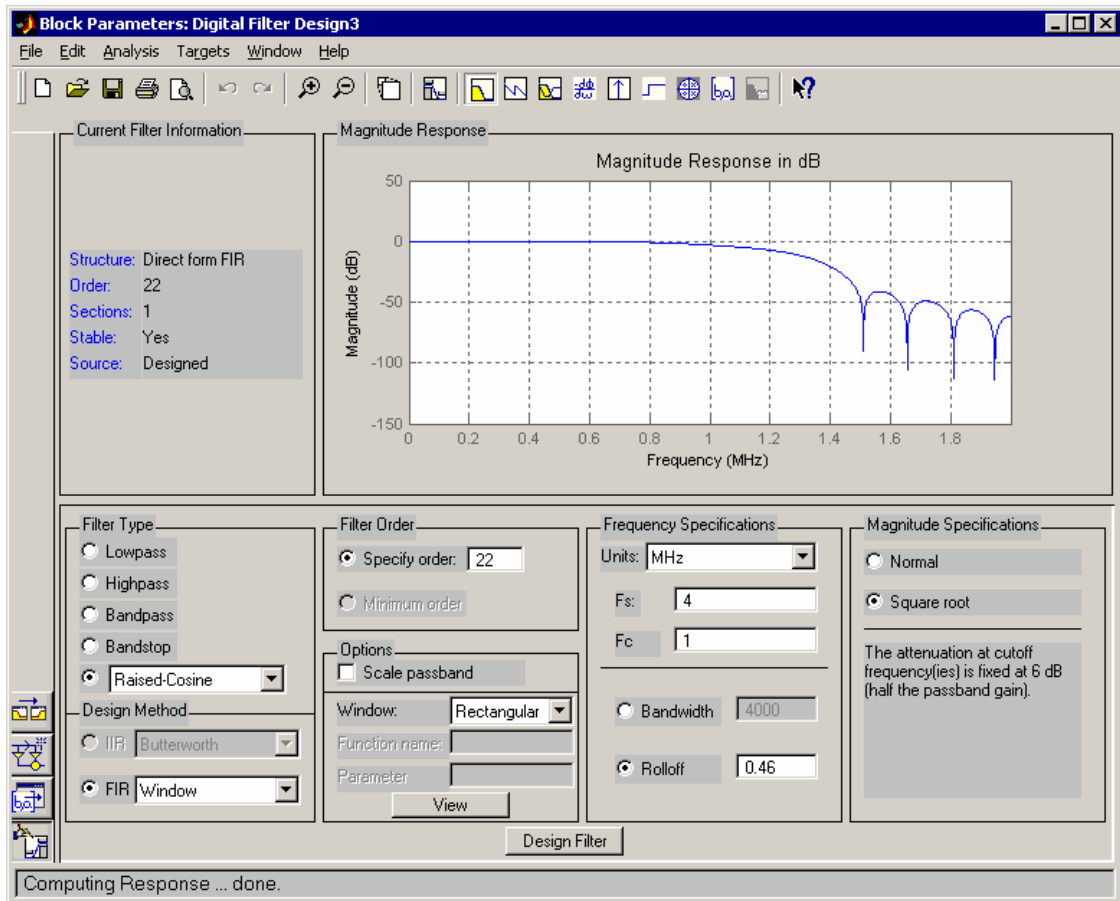 Block Parameters: Digital Filter Design3
File Edit Analysis Targets Window Help
Current Filter Information
Structure: Direct form FIR
Order: 22
Sections: 1
Stable: Yes
Source: Designed
Magnitude Response
Magnitude Response in dB
50
0
-50
-100
-150
Magnitude (dB)
0 0.2 0.4 0.6 0.8 1 1.2 1.4 1.6 1.8
Frequency (MHz)
Filter Type
Lowpass
Highpass
Bandpass
Bandstop
Raised-Cosine
Design Method
IIR Butterworth
FIR Window
Filter Order
Specify order: 22
Minimum order
Options
Scale passband
Window: Rectangular
Function name:
Parameter
View
Frequency Specifications
Units: MHz
Fs: 4
Fc 1
Bandwidth 4000
Rolloff 0.46
Magnitude Specifications
Normal
Square root
The attenuation at cutoff
frequency(ies) is fixed at 6 dB
(half the passband gain).
Design Filter
Computing Response ... done.